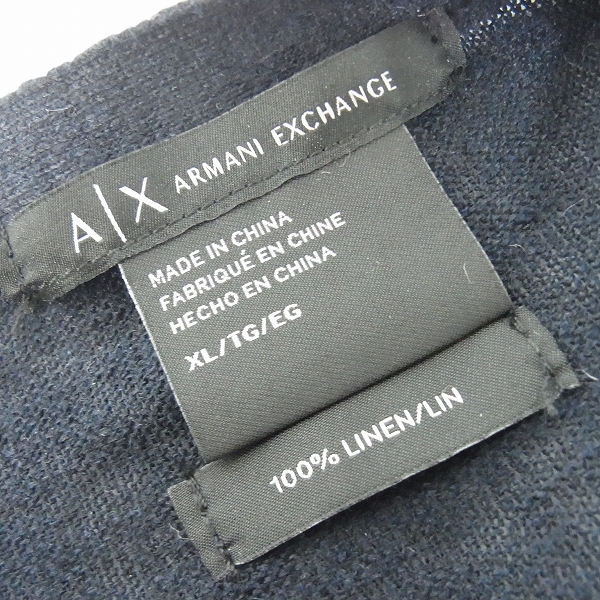 A|X ARMANI EXCHANGE
MADE IN CHINA
FABRIQUÉ EN CHINE
HECHO EN CHINA
XL/TG/EG
100% LINEN/LIN